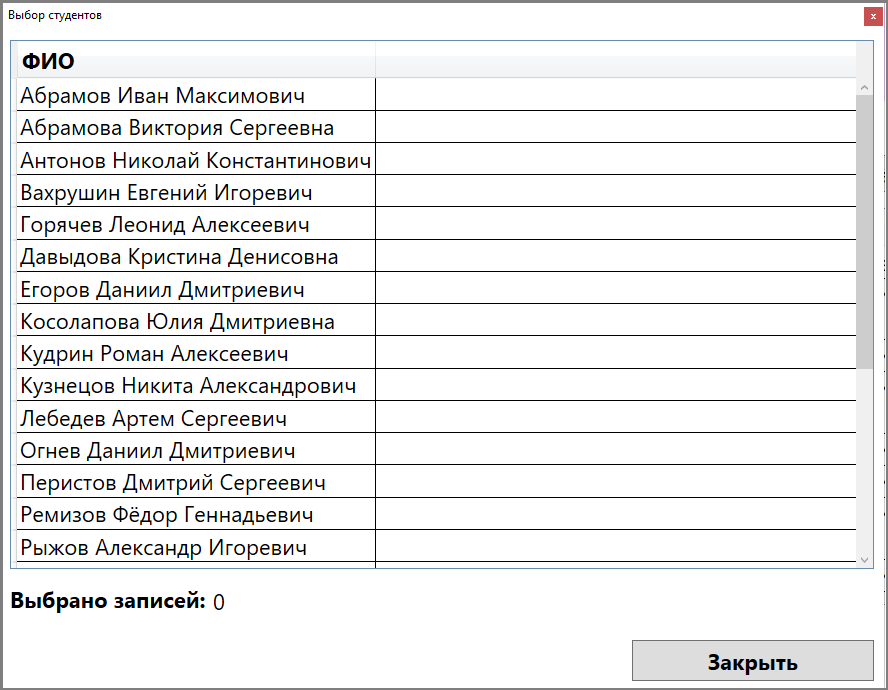 Выбор студентов
x
ФИО
Абрамов Иван Максимович
Абрамова Виктория Сергеевна
Антонов Николай Константинович
Вахрушин Евгений Игоревич
Горячев Леонид Алексеевич
Давыдова Кристина Денисовна
Егоров Даниил Дмитриевич
Косолапова Юлия Дмитриевна
Кудрин Роман Алексеевич
Кузнецов Никита Александрович
Лебедев Артем Сергеевич
Огнев Даниил Дмитриевич
Перистов Дмитрий Сергеевич
Ремизов Фёдор Геннадьевич
Рыжов Александр Игоревич
Выбрано записей: 0
Закрыть